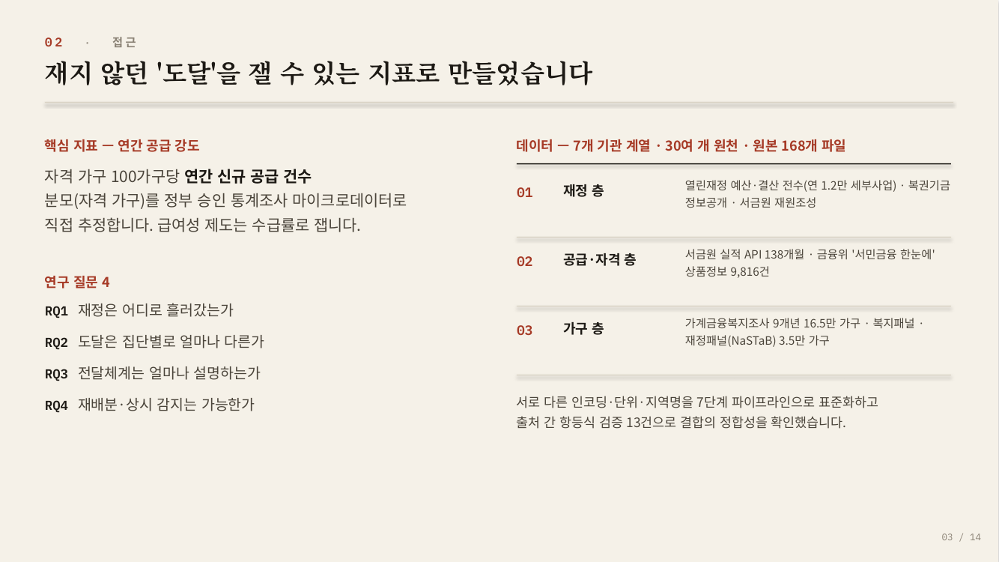 02 · 접근
재지 않던 '도달'을 잴 수 있는 지표로 만들었습니다
핵심 지표 — 연간 공급 강도
자격 가구 100가구당 연간 신규 공급 건수
분모(자격 가구)를 정부 승인 통계조사 마이크로데이터로
직접 추정합니다. 급여성 제도는 수급률로 잽니다.
연구 질문 4
RQ1 재정은 어디로 흘러갔는가
RQ2 도달은 집단별로 얼마나 다른가
RQ3 전달체계는 얼마나 설명하는가
RQ4 재배분·상시 감지는 가능한가
데이터 — 7개 기관 계열 · 30여 개 원천 · 원본 168개 파일
01 재정 층 열린재정 예산·결산 전수(연 1.2만 세부사업) · 복권기금
정보공개 · 서금원 재원조성
02 공급·자격 층 서금원 실적 API 138개월 · 금융위 '서민금융 한눈에'
상품정보 9,816건
03 가구 층 가계금융복지조사 9개년 16.5만 가구 · 복지패널 ·
재정패널(NaSTaB) 3.5만 가구
서로 다른 인코딩·단위·지역명을 7단계 파이프라인으로 표준화하고
출처 간 항등식 검증 13건으로 결합의 정합성을 확인했습니다.
03 / 14